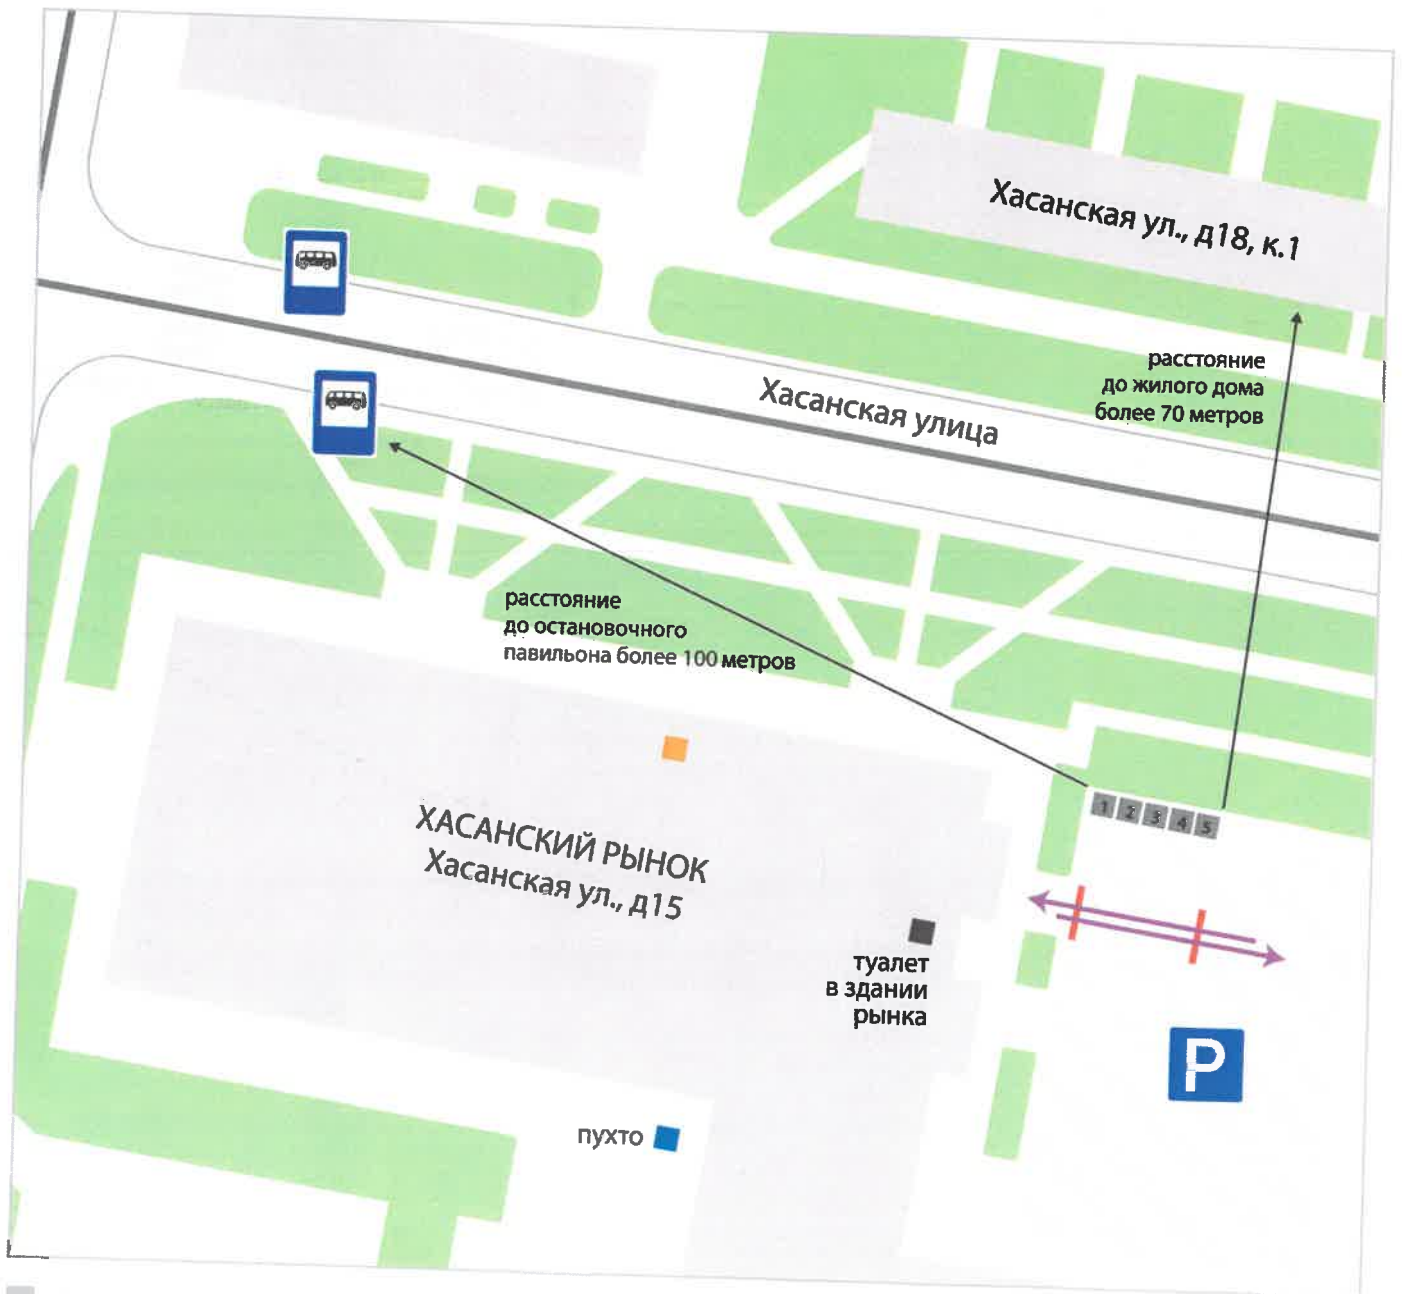 Хасанская ул., д18, к.1
расстояние
до жилого дома
более 70 метров
Хасанская улица
расстояние
до остановочного
павильона более 100 метров
1 2 3 4 5
ХАСАНСКИЙ РЫНОК
Хасанская ул., д15
туалет
в здании
рынка
P
пухто